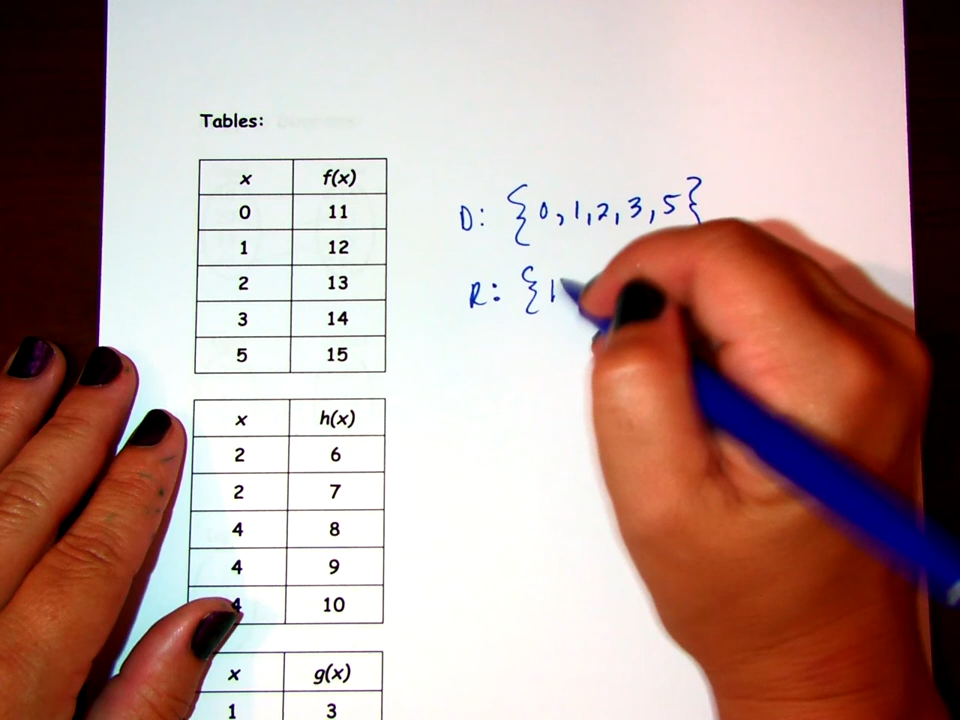 Tables:
x f(x)
D: {0,1,2,3,5}
0 11
1 12
2 13
R: {1
3 14
5 15
x h(x)
2 6
2 7
4 8
4 9
4 10
x g(x)
1 3